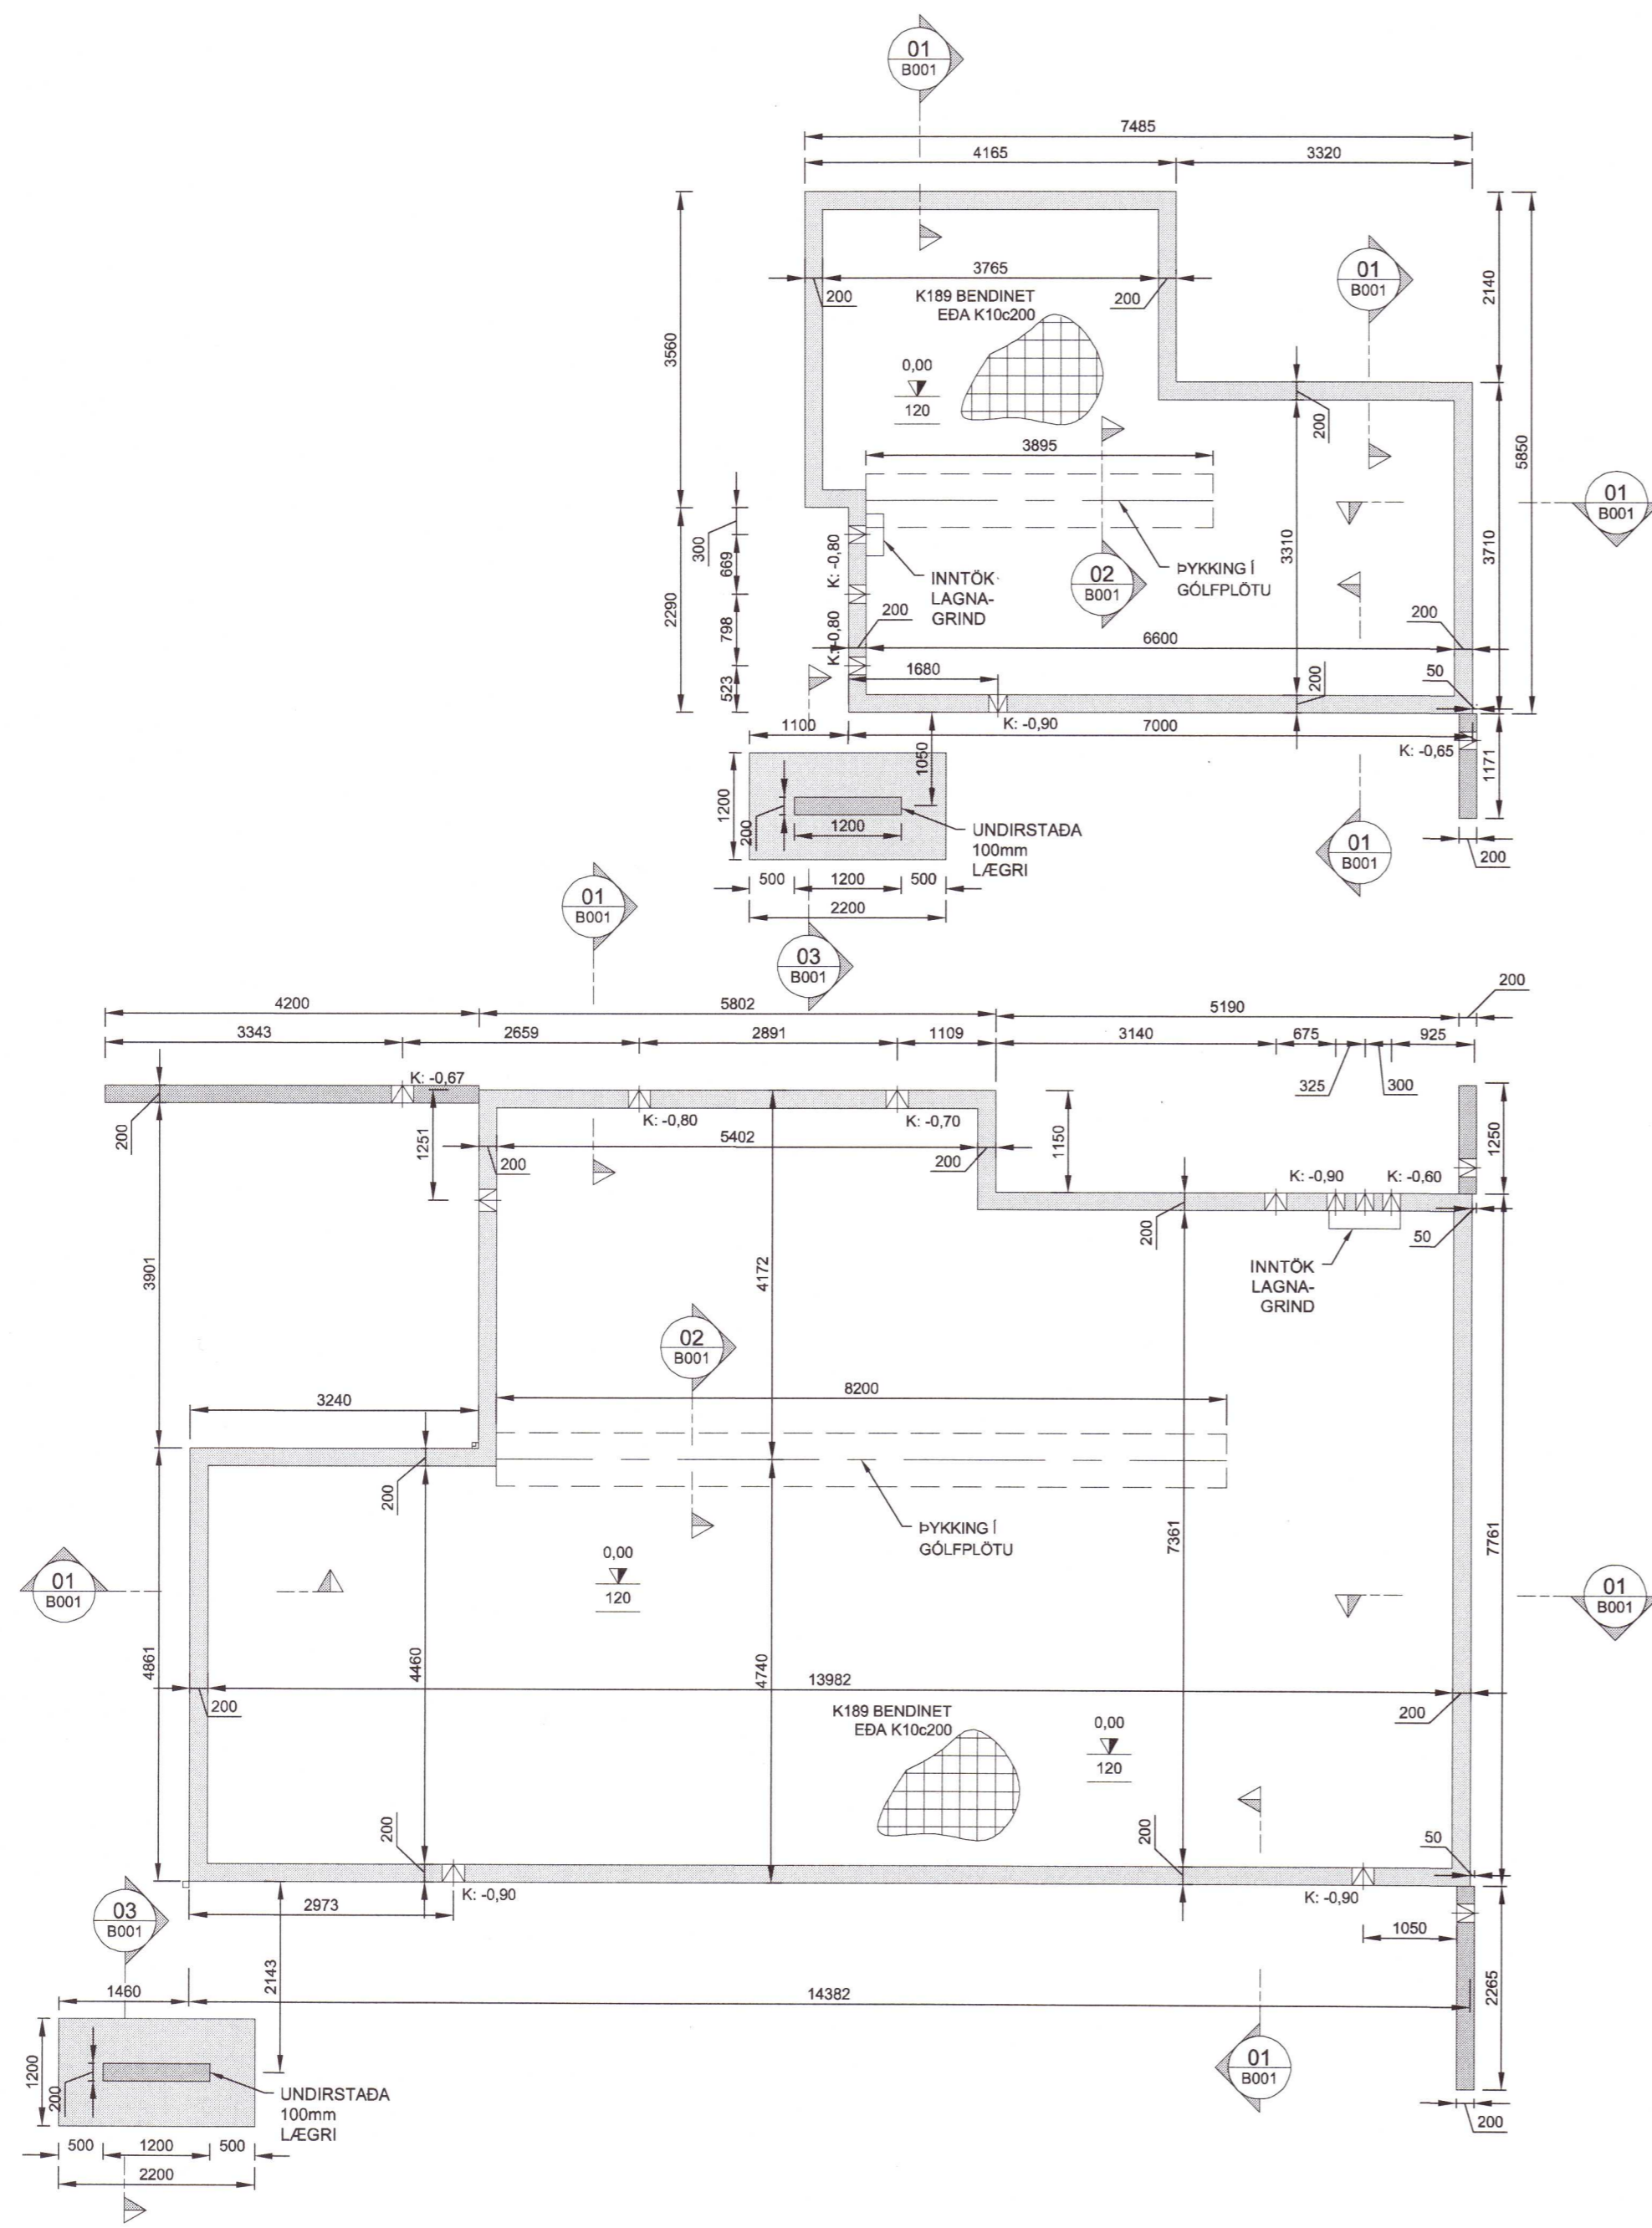 01
B001
7485
4165
3320
3765
200
200
K189 BENDINET
EÐA K10c200
01
B001
2140
3560
0,00
120
200
5850
3895
01
B001
300
669
K: -0,80
3310
3710
02
B001
ÞYKKING Í
GÓLFPLÖTU
INNTÖK
LAGNA-
GRIND
2290
798
K: -0,80
200
200
6600
523
1680
200
50
K: -0,90
1100
7000
K: -0,65
1171
1050
1200
200
1200
UNDIRSTAÐA
100mm
LÆGRI
01
B001
200
500
1200
500
2200
01
B001
03
B001
200
4200
5802
5190
3343
2659
2891
1109
3140
675
925
325
300
K: -0,67
200
1251
K: -0,80
K: -0,70
5402
200
200
1150
1250
K: -0,90
K: -0,60
200
50
3901
4172
INNTÖK
LAGNA-
GRIND
02
B001
8200
3240
200
ÞYKKING Í
GÓLFPLÖTU
7361
7761
0,00
120
01
B001
01
B001
4861
4460
4740
13982
200
K189 BENDINET
EÐA K10c200
0,00
120
200
200
200
50
K: -0,90
K: -0,90
03
B001
2973
1050
2143
1460
14382
2265
1200
200
UNDIRSTAÐA
100mm
LÆGRI
01
B001
200
500
1200
500
2200